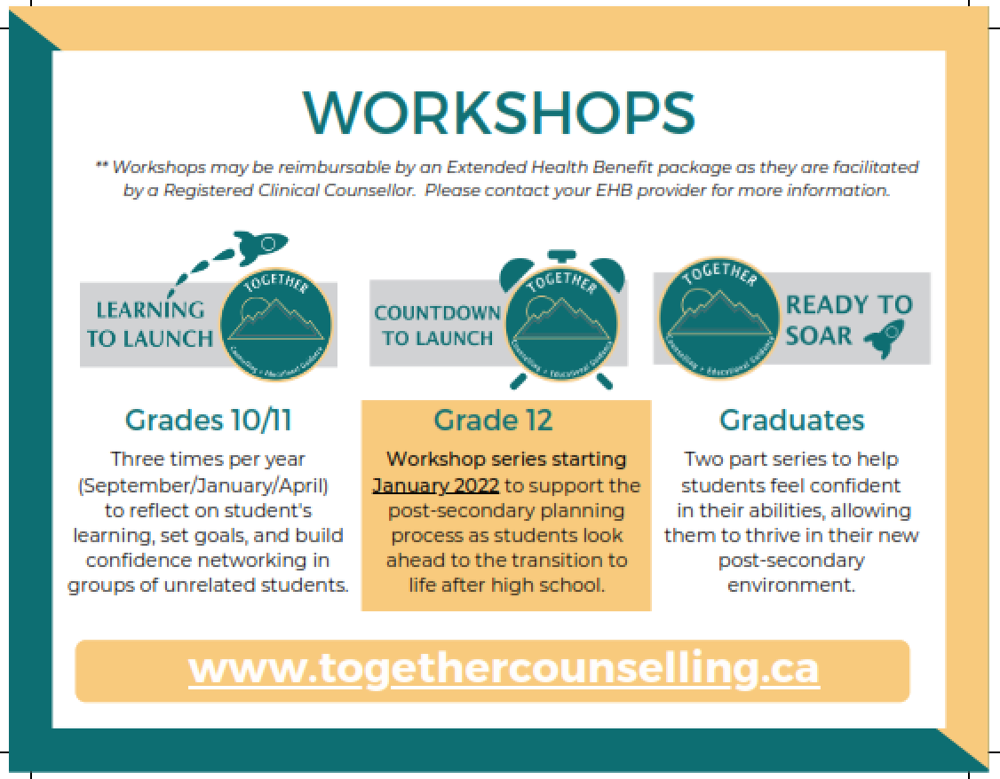 WORKSHOPS
** Workshops may be reimbursable by an Extended Health Benefit package as they are facilitated
by a Registered Clinical Counsellor. Please contact your EHB provider for more information.
LEARNING
TO LAUNCH
TOGETHER
Counselling + Educational Guidance
COUNTDOWN
TO LAUNCH
TOGETHER
Counselling + Educational Guidance
TOGETHER
Counselling + Educational Guidance
READY TO
SOAR
Grades 10/11
Three times per year
(September/January/April)
to reflect on student's
learning, set goals, and build
confidence networking in
groups of unrelated students.
Grade 12
Workshop series starting
January 2022 to support the
post-secondary planning
process as students look
ahead to the transition to
life after high school.
Graduates
Two part series to help
students feel confident
in their abilities, allowing
them to thrive in their new
post-secondary
environment.
www.togethercounselling.ca